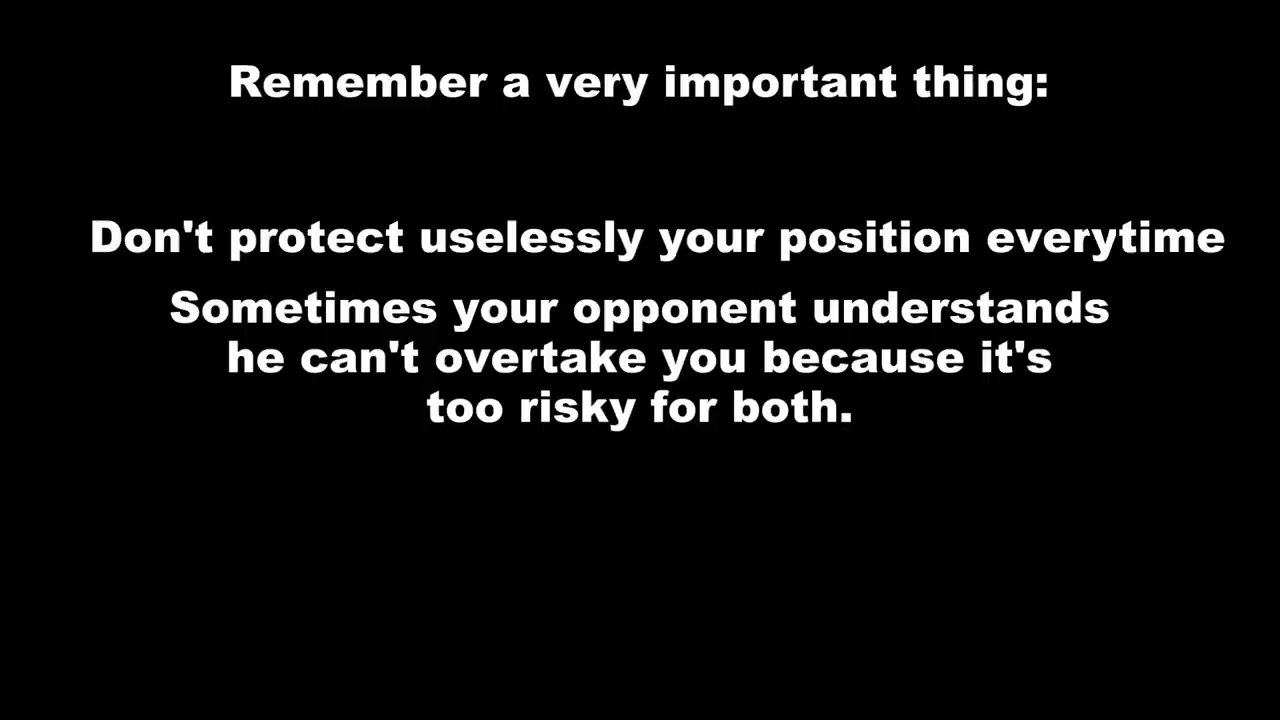 Remember a very important thing:
Don't protect uselessly your position everytime
Sometimes your opponent understands
he can't overtake you because it's
too risky for both.